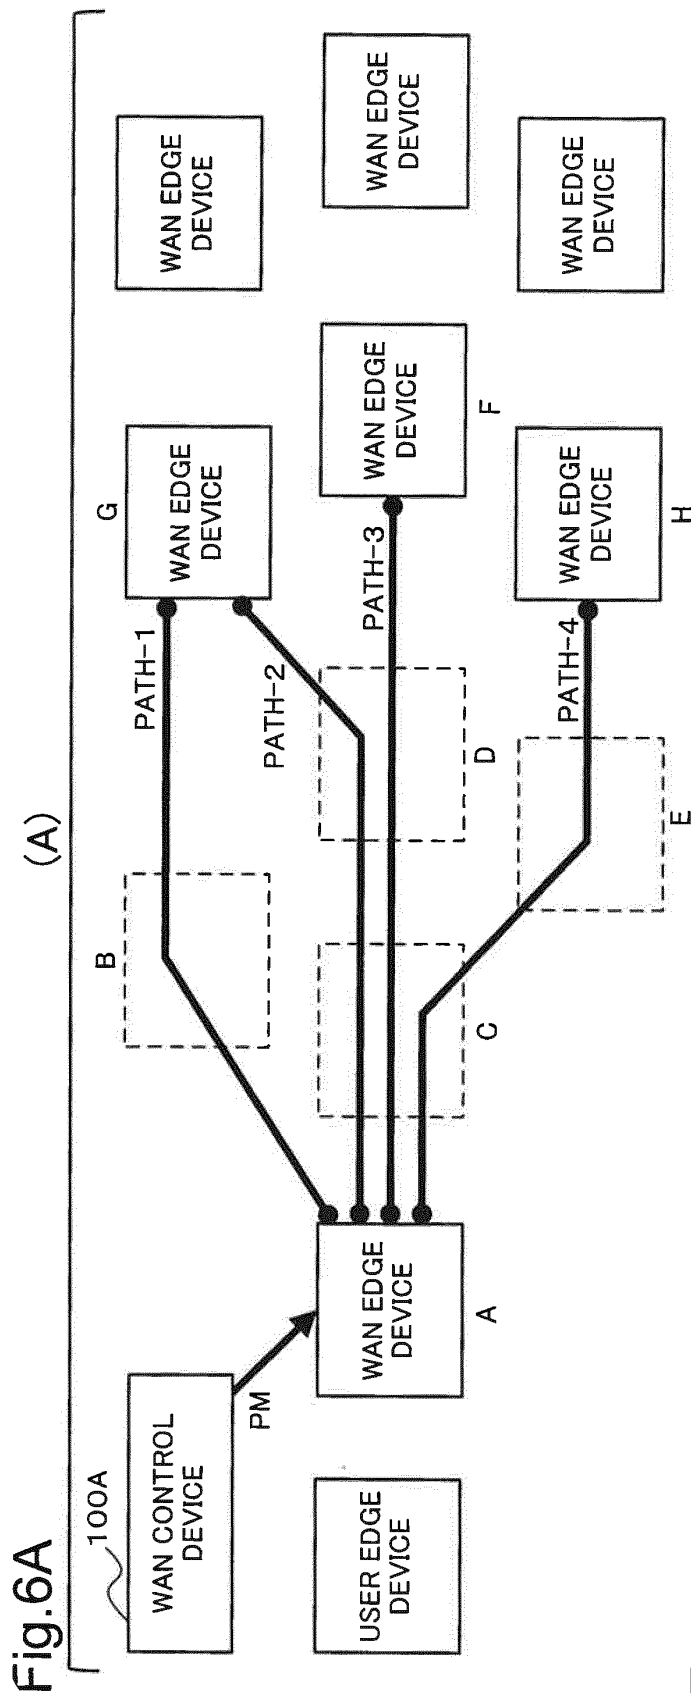 Fig.6A
(A)
100A
WAN CONTROL
DEVICE
PM
USER EDGE
DEVICE
WAN EDGE
DEVICE
A
B
C
D
E
PATH-1
PATH-2
PATH-3
PATH-4
G
WAN EDGE
DEVICE
WAN EDGE
DEVICE
F
WAN EDGE
DEVICE
H
WAN EDGE
DEVICE
WAN EDGE
DEVICE
WAN EDGE
DEVICE